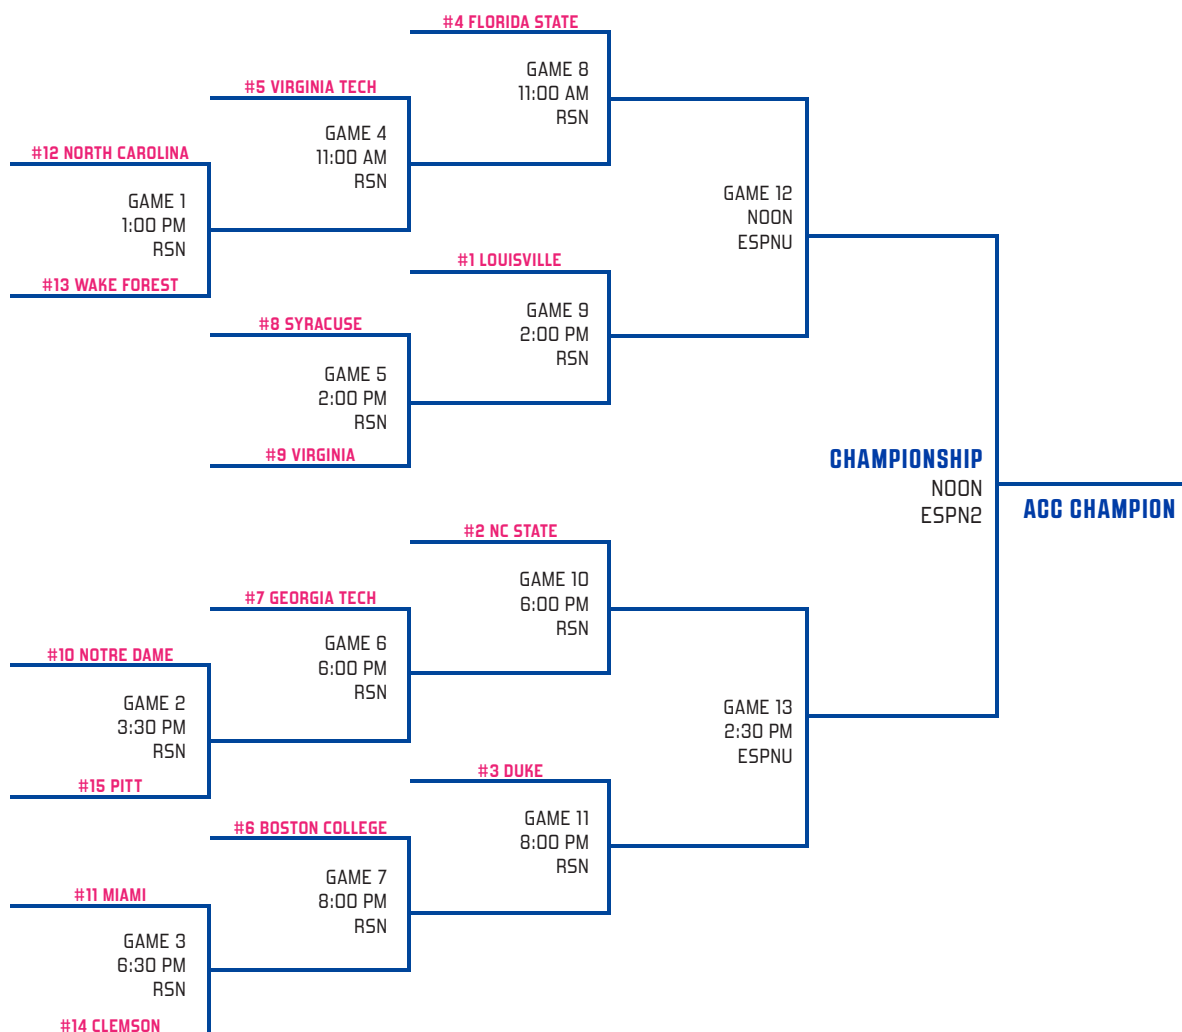 #4 FLORIDA STATE
GAME 8
11:00 AM
RSN
#5 VIRGINIA TECH
GAME 4
11:00 AM
RSN
#12 NORTH CAROLINA
GAME 1
1:00 PM
RSN
#13 WAKE FOREST
GAME 12
NOON
ESPNU
#1 LOUISVILLE
GAME 9
2:00 PM
RSN
#8 SYRACUSE
GAME 5
2:00 PM
RSN
#9 VIRGINIA
CHAMPIONSHIP
NOON
ESPN2
ACC CHAMPION
#2 NC STATE
GAME 10
6:00 PM
RSN
#7 GEORGIA TECH
GAME 6
6:00 PM
RSN
#10 NOTRE DAME
GAME 2
3:30 PM
RSN
#15 PITT
GAME 13
2:30 PM
ESPNU
#3 DUKE
GAME 11
8:00 PM
RSN
#6 BOSTON COLLEGE
GAME 7
8:00 PM
RSN
#11 MIAMI
GAME 3
6:30 PM
RSN
#14 CLEMSON